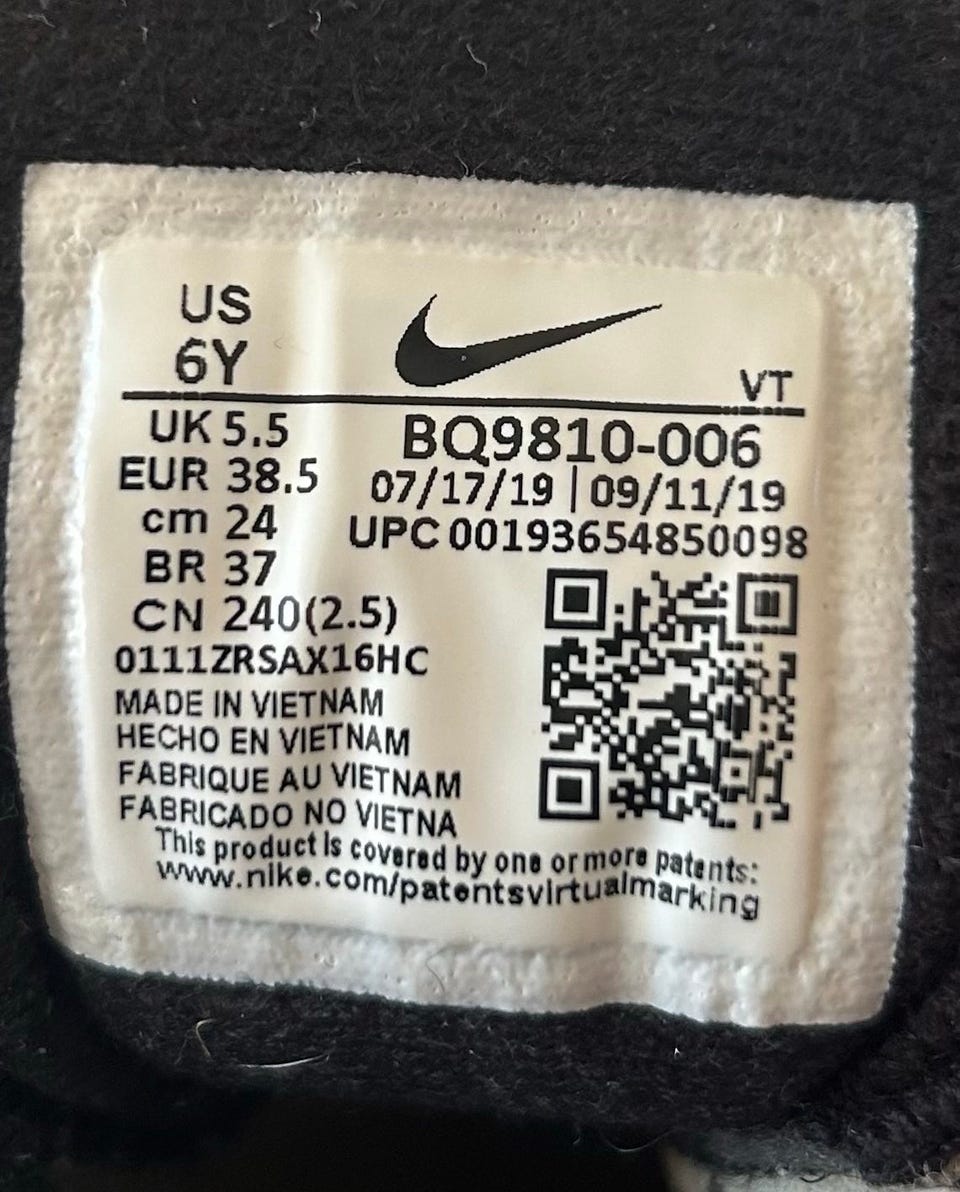 US
6Y
VT
UK 5.5
EUR 38.5
cm 24
BR 37
CN 240(2.5)
BQ9810-006
07/17/19 | 09/11/19
UPC 00193654850098
0111ZRSAX16HC
MADE IN VIETNAM
HECHO EN VIETNAM
FABRIQUE AU VIETNAM
FABRICADO NO VIETNA
This product is covered by one or more patents:
www.nike.com/patentsvirtualmarking